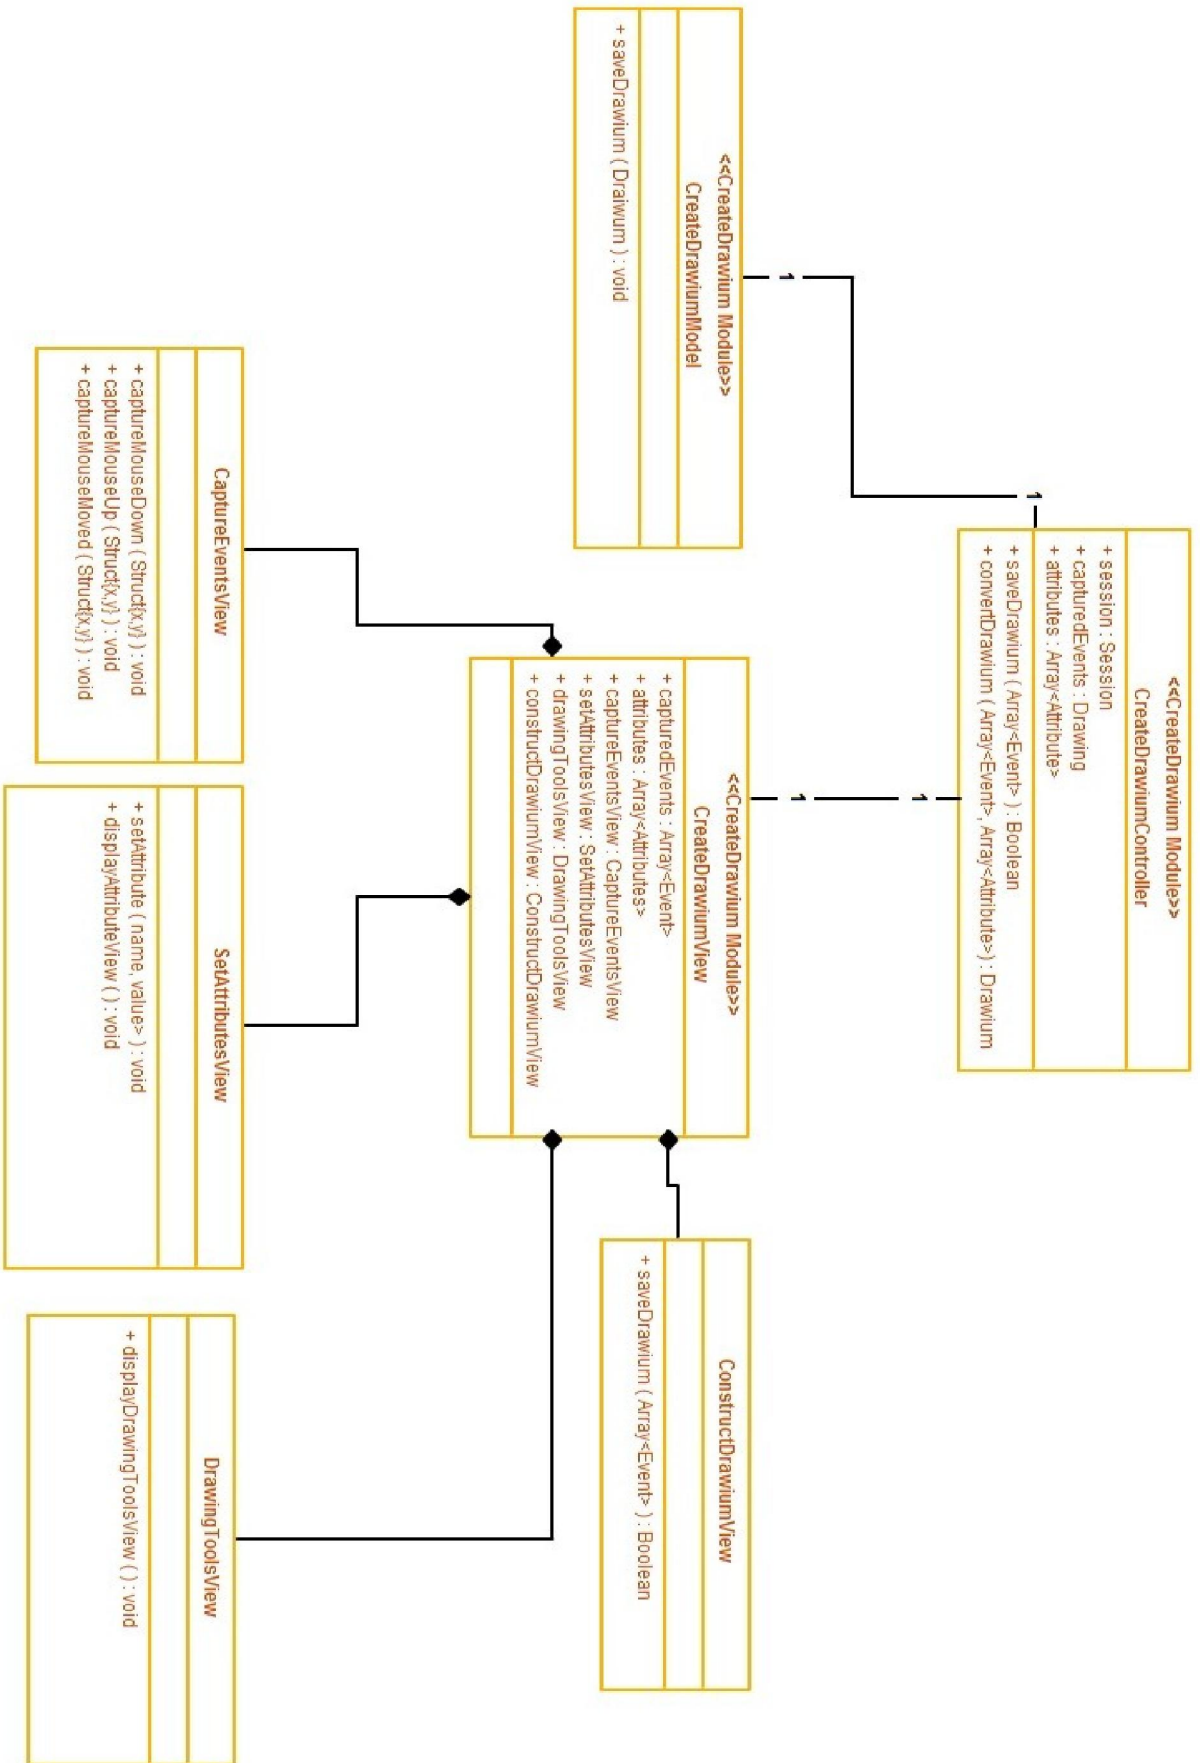 <<CreateDrawium Module>>
CreateDrawiumController
+ session : Session
+ capturedEvents : Drawing
+ attributes : Array<Attribute>
+ saveDrawium ( Array<Event> ) : Boolean
+ convertDrawium ( Array<Event>, Array<Attribute>) : Drawium
1
1
<<CreateDrawium Module>>
CreateDrawiumModel
+ saveDrawium ( Draiwum ) : void
1
1
<<CreateDrawium Module>>
CreateDrawiumView
+ capturedEvents : Array<Event>
+ attributes : Array<Attributes>
+ captureEventsView : CaptureEventsView
+ setAttributesView : SetAttributesView
+ drawingToolsView : DrawingToolsView
+ constructDrawiumView : ConstructDrawiumView
ConstructDrawiumView
+ saveDrawium ( Array<Event> ) : Boolean
CaptureEventsView
+ captureMouseDown ( Struct{x,y} ) : void
+ captureMouseUp ( Struct{x,y} ) : void
+ captureMouseMoved ( Struct{x,y} ) : void
SetAttributesView
+ setAttribute ( name, value> ) : void
+ displayAttributeView ( ) : void
DrawingToolsView
+ displayDrawingToolsView ( ) : void